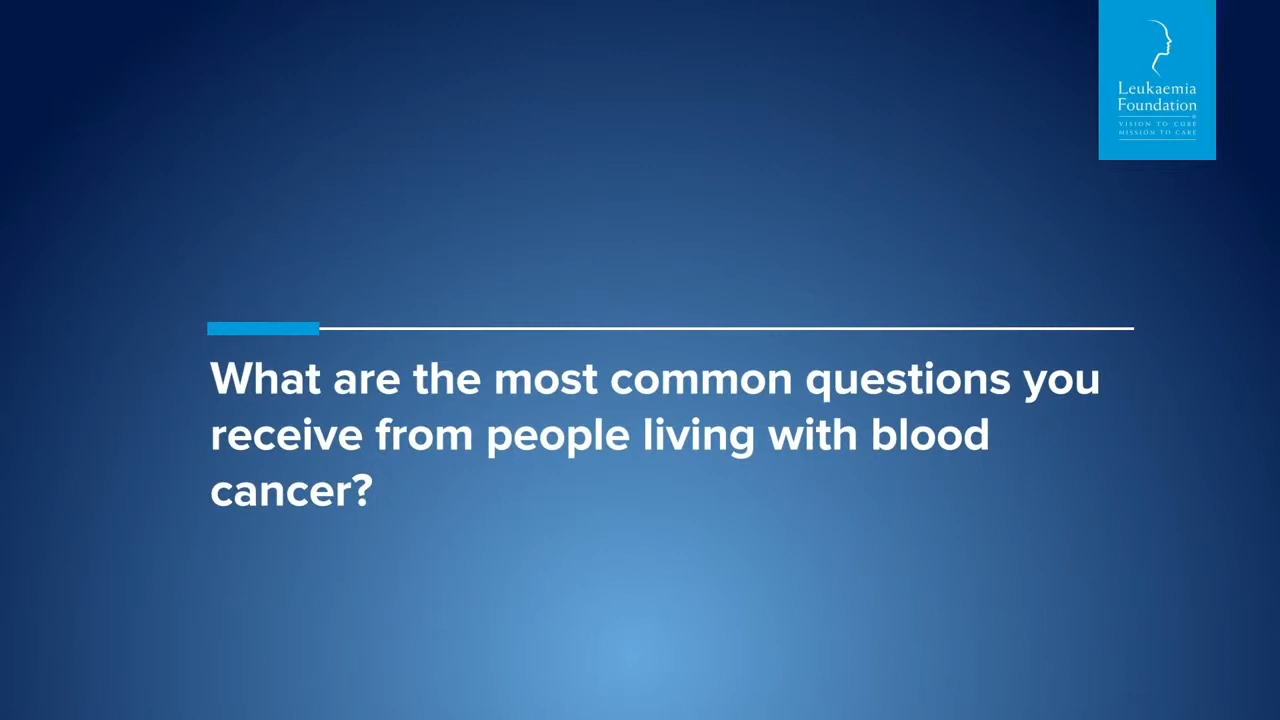 Leukaemia
Foundation
VISION TO CURE
MISSION TO CARE
What are the most common questions you
receive from people living with blood
cancer?